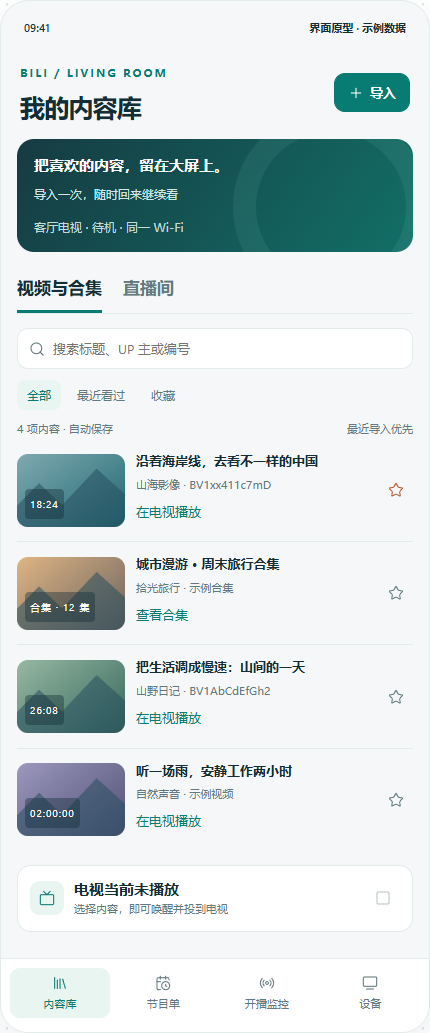 09:41
界面原型 · 示例数据
BILI / LIVING ROOM
我的内容库
+ 导入
把喜欢的内容，留在大屏上。
导入一次，随时回来继续看
客厅电视 · 待机 · 同一 Wi-Fi
视频与合集 直播间
搜索标题、UP 主或编号
全部 最近看过 收藏
4 项内容 · 自动保存 最近导入优先
沿着海岸线，去看不一样的中国
山海影像 · BV1xx411c7mD
18:24
在电视播放
城市漫游 · 周末旅行合集
拾光旅行 · 示例合集
合集 · 12 集
查看合集
把生活调成慢速：山间的一天
山野日记 · BV1AbCdEfGh2
26:08
在电视播放
听一场雨，安静工作两小时
自然声音 · 示例视频
02:00:00
在电视播放
电视当前未播放
选择内容，即可唤醒并投到电视
内容库 节目单 开播监控 设备